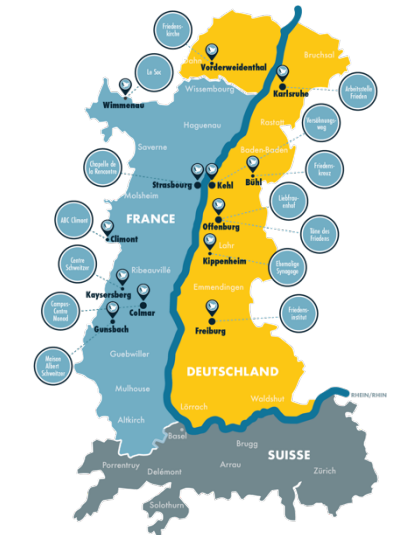 Friedens-
kirche
Bruchsal
Vorderweidenthal
Le Soc
Karlsruhe
Arbeitsstelle
Frieden
Wimmenau
Wissembourg
Haguenau
Rastatt
Versöhnungs-
weg
Saverne
Baden-Baden
Chapelle de
la Rencontre
Friedens-
kreuz
Strasbourg
Kehl
Bühl
Molsheim
Liebfrau-
enhof
ABC Climont
FRANCE
Offenburg
Töne des
Friedens
Climont
Lahr
Kippenheim
Ehemalige
Synagoge
Centre
Schweitzer
Ribeauvillé
Kaysersberg
Emmendingen
Campus-
Centre
Monod
Colmar
Friedens-
institut
Gunsbach
Freiburg
Maison
Albert
Schweitzer
Guebwiller
DEUTSCHLAND
Mulhouse
Lörrach
Waldshut
RHEIN/RHIN
Altkirch
Basel
Brugg
SUISSE
Porrentruy
Delémont
Arrau
Zürich
Solothurn